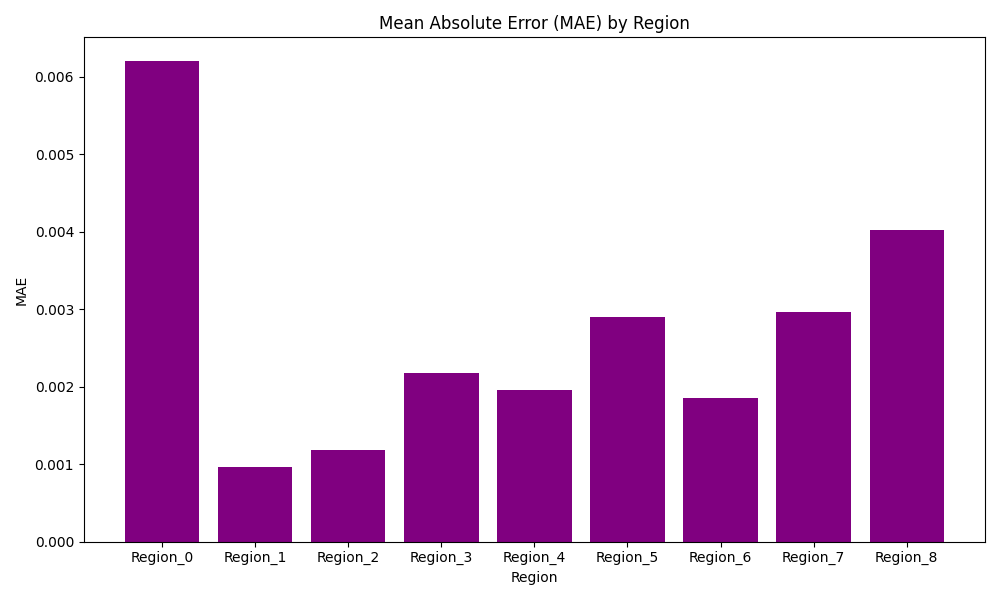 Mean Absolute Error (MAE) by Region
MAE
0.006
0.005
0.004
0.003
0.002
0.001
0.000
Region_0 Region_1 Region_2 Region_3 Region_4 Region_5 Region_6 Region_7 Region_8
Region